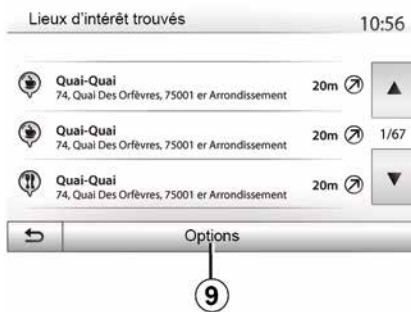 Lieux d'intérêt trouvés 10:56
Quai-Quai
74, Quai Des Orfèvres, 75001 er Arrondissement
20m
Quai-Quai
74, Quai Des Orfèvres, 75001 er Arrondissement
20m
1/67
Quai-Quai
74, Quai Des Orfèvres, 75001 er Arrondissement
20m
Options
9